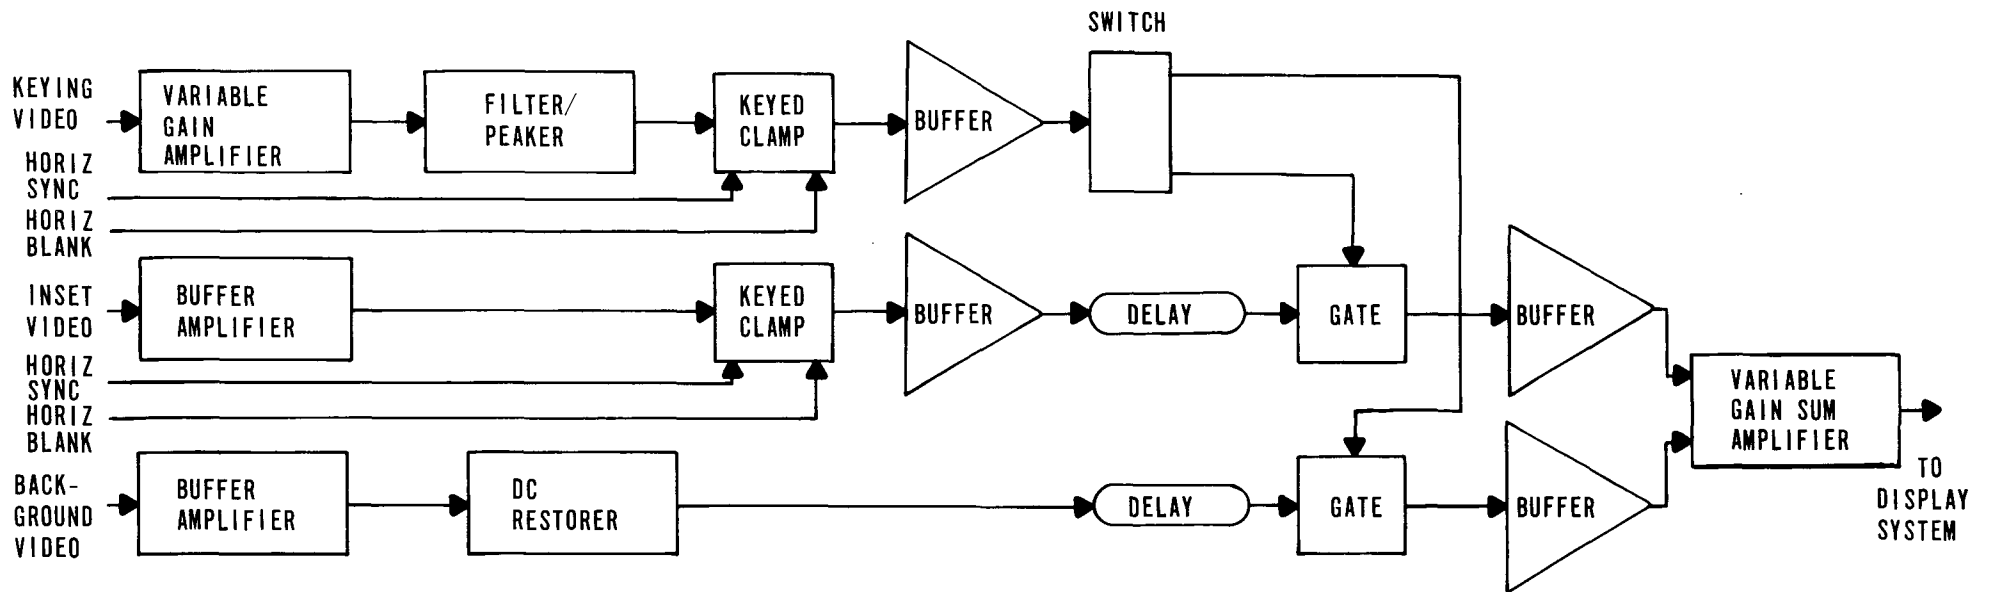 SWITCH
KEYING
VIDEO
VARIABLE
GAIN
AMPLIFIER
FILTER/
PEAKER
KEYED
CLAMP
BUFFER
HORIZ
SYNC
HORIZ
BLANK
INSET
VIDEO
BUFFER
AMPLIFIER
KEYED
CLAMP
BUFFER
DELAY
GATE
BUFFER
HORIZ
SYNC
HORIZ
BLANK
VARIABLE
GAIN SUM
AMPLIFIER
BACK-
GROUND
VIDEO
BUFFER
AMPLIFIER
DC
RESTORER
DELAY
GATE
BUFFER
TO
DISPLAY
SYSTEM